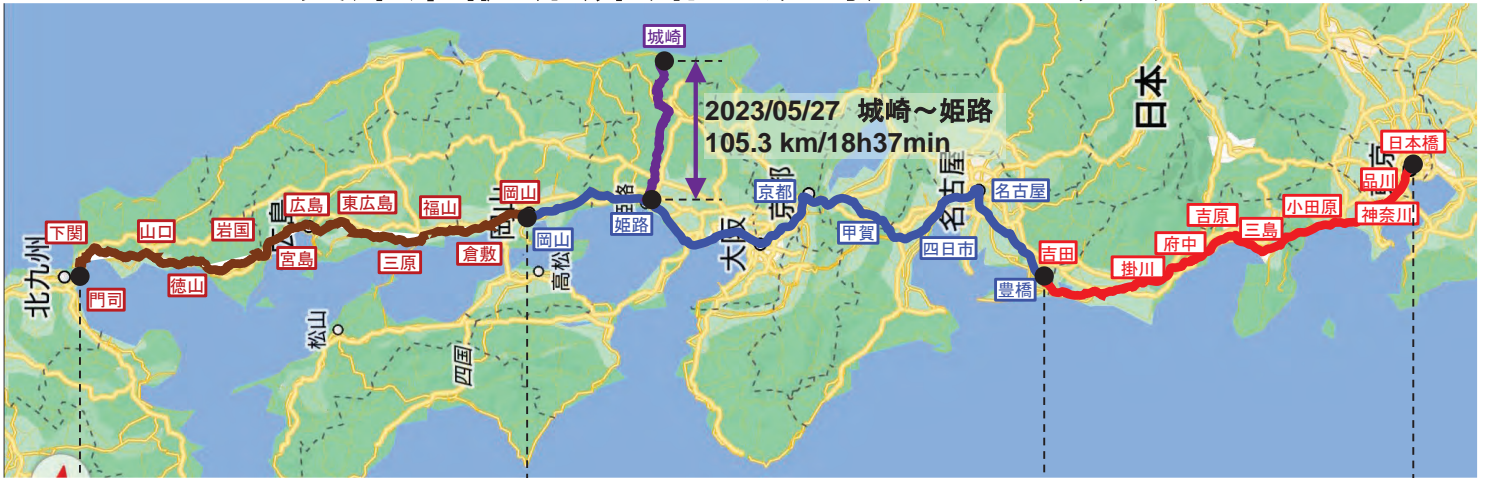 城崎
2023/05/27 城崎～姫路
105.3 km/18h37min
日本
日本橋
品川
神奈川
小田原
三島
吉原
府中
掛川
吉田
豊橋
名古屋
名古屋
四日市
甲賀
京都
京都
大阪
姫路
岡山
岡山
高松
倉敷
福山
三原
東広島
広島
宮島
岩国
徳山
山口
下関
門司
北九州
松山
四国